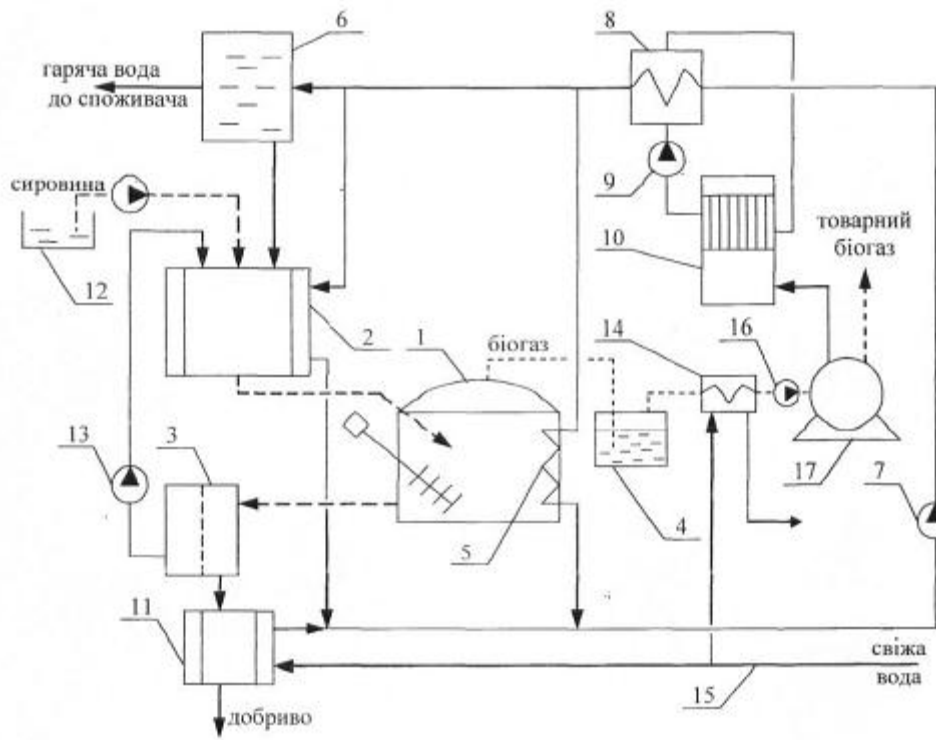 6
8
гаряча вода
до споживача
сировина
9
товарний
біогаз
10
12
2
1
біогаз
14
16
13
3
17
7
5
4
11
свіжа
вода
15
добриво